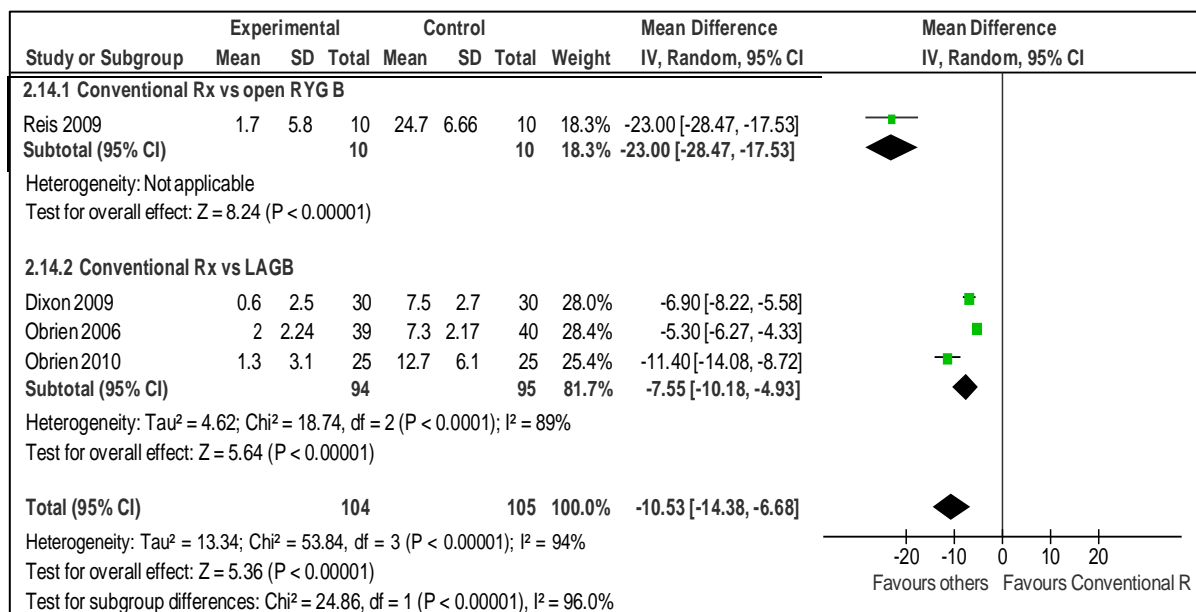 Experimental Control Mean Difference Mean Difference
Study or Subgroup Mean SD Total Mean SD Total Weight IV, Random, 95% CI IV, Random, 95% CI
2.14.1 Conventional Rx vs open RYG B
Reis 2009 1.7 5.8 10 24.7 6.66 10 18.3% -23.00 [-28.47, -17.53]
Subtotal (95% CI) 10 10 18.3% -23.00 [-28.47, -17.53]
Heterogeneity: Not applicable
Test for overall effect: Z = 8.24 (P < 0.00001)
2.14.2 Conventional Rx vs LAGB
Dixon 2009 0.6 2.5 30 7.5 2.7 30 28.0% -6.90 [-8.22, -5.58]
Obrien 2006 2 2.24 39 7.3 2.17 40 28.4% -5.30 [-6.27, -4.33]
Obrien 2010 1.3 3.1 25 12.7 6.1 25 25.4% -11.40 [-14.08, -8.72]
Subtotal (95% CI) 94 95 81.7% -7.55 [-10.18, -4.93]
Heterogeneity: Tau² = 4.62; Chi² = 18.74, df = 2 (P < 0.0001); I² = 89%
Test for overall effect: Z = 5.64 (P < 0.00001)
Total (95% CI) 104 105 100.0% -10.53 [-14.38, -6.68]
Heterogeneity: Tau² = 13.34; Chi² = 53.84, df = 3 (P < 0.00001); I² = 94%
Test for overall effect: Z = 5.36 (P < 0.00001)
Test for subgroup differences: Chi² = 24.86, df = 1 (P < 0.00001), I² = 96.0%
-20 -10 0 10 20
Favours others Favours Conventional R